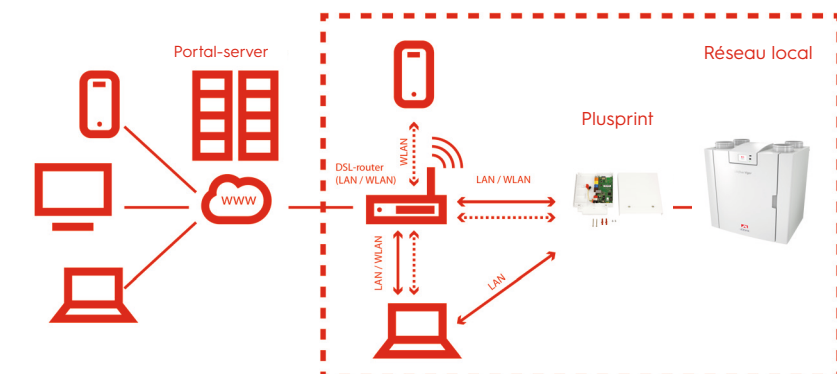 Portal-server
Réseau local
Plusprint
WLAN
DSL-router
(LAN / WLAN)
LAN / WLAN
www
LAN / WLAN
LAN